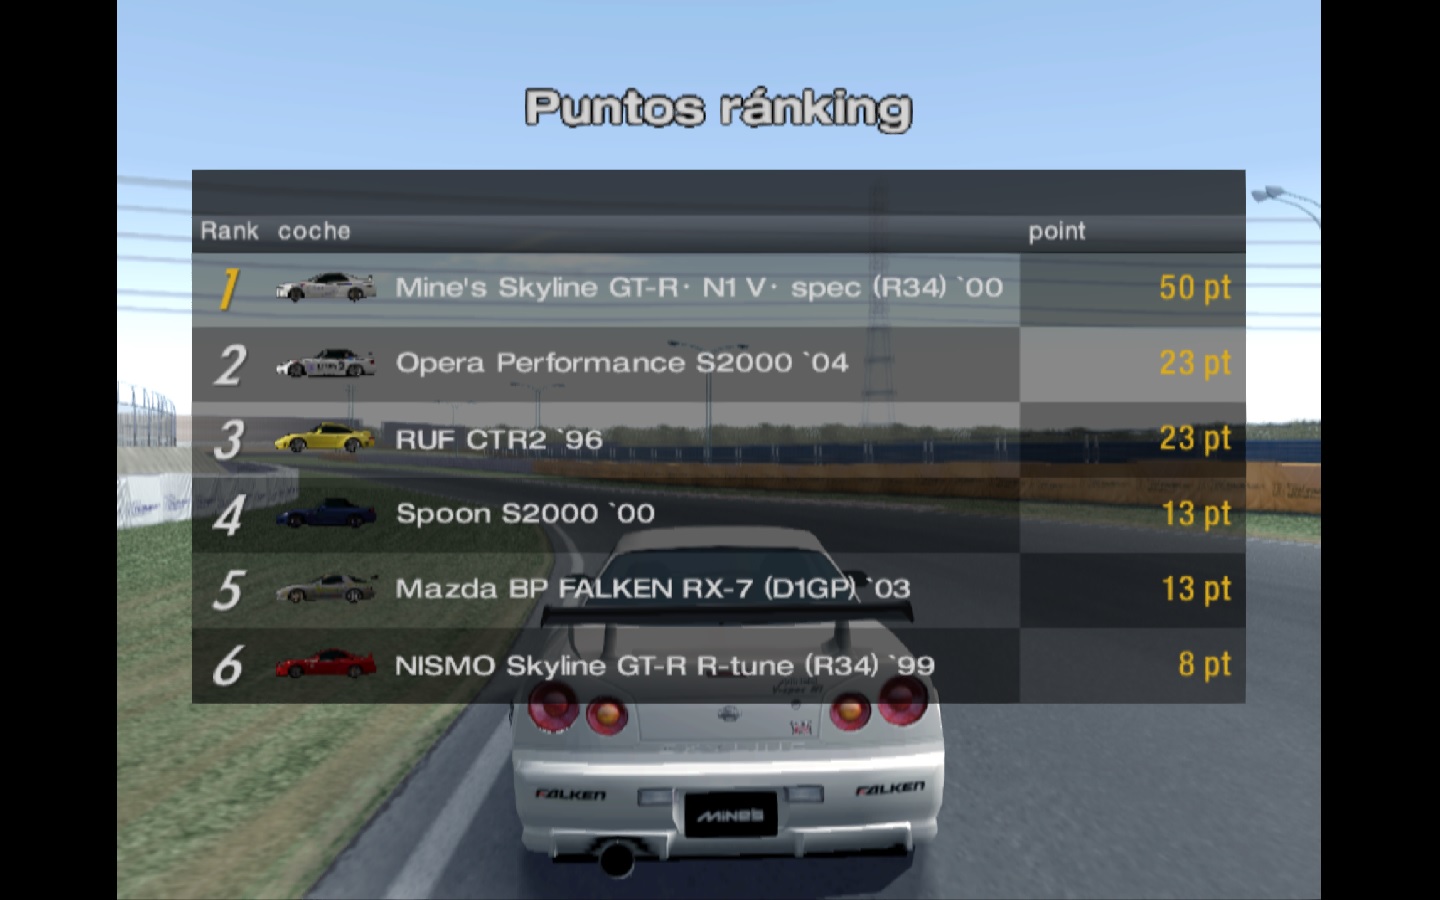 Puntos ránking
Rank coche point
1 Mine's Skyline GT-R· N1 V· spec (R34) `00 50 pt
2 Opera Performance S2000 `04 23 pt
3 RUF CTR2 `96 23 pt
4 Spoon S2000 `00 13 pt
5 Mazda BP FALKEN RX-7 (D1GP) `03 13 pt
6 NISMO Skyline GT-R R-tune (R34) `99 8 pt
FALKEN MINE'S FALKEN